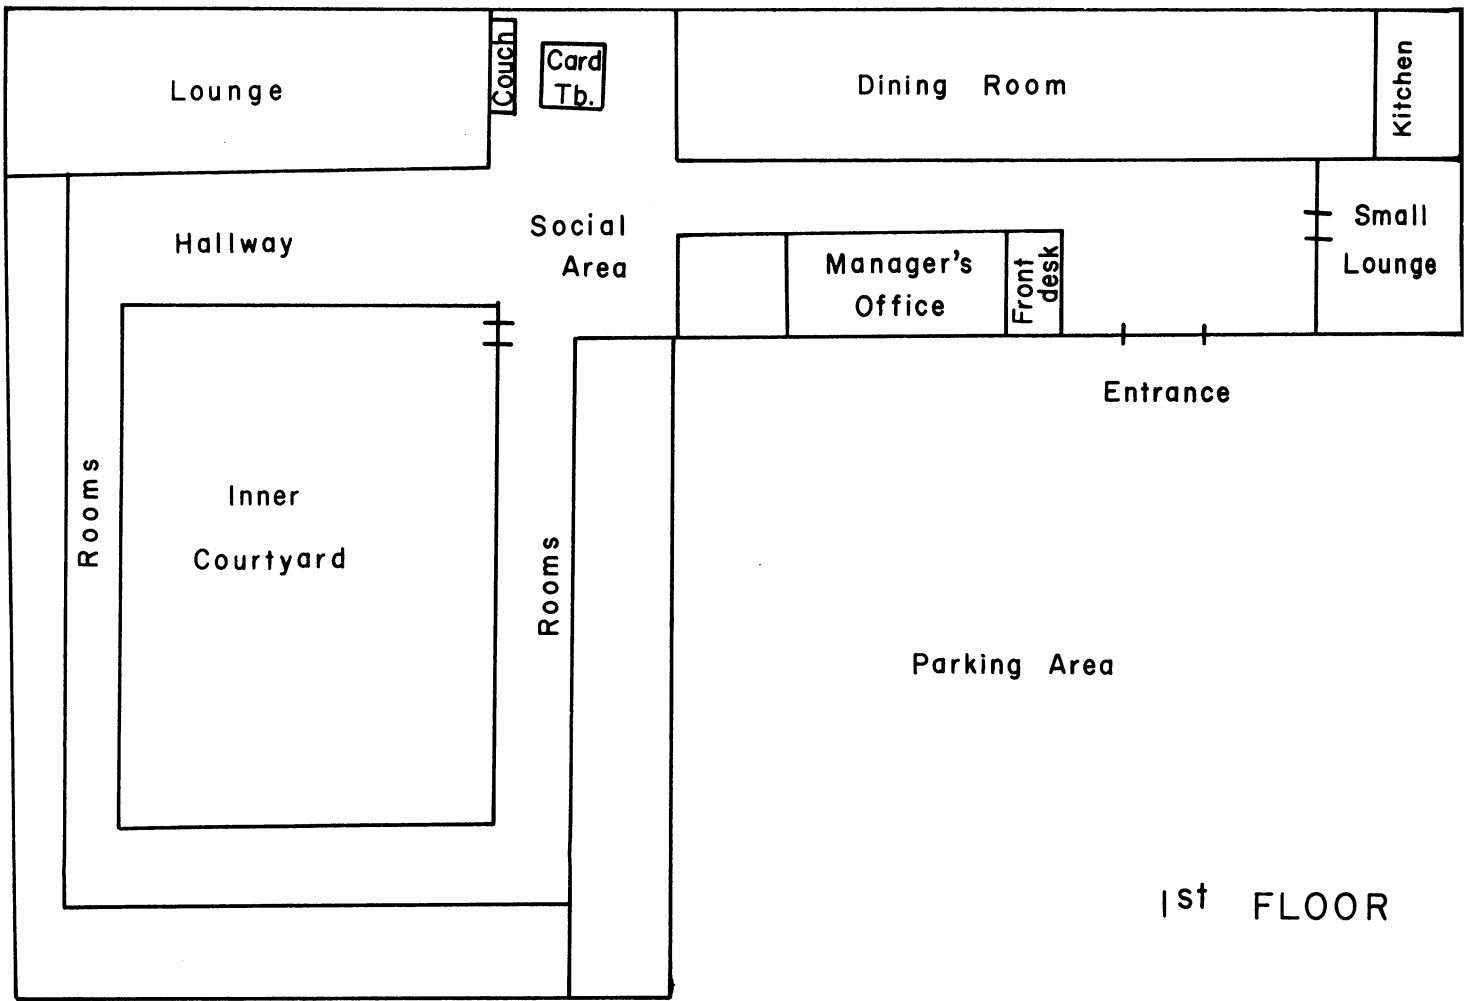 Lounge
Couch
Card
Tb.
Dining Room
Kitchen
Hallway
Social
Area
Manager's
Office
Front
desk
Small
Lounge
Entrance
Rooms
Inner
Courtyard
Rooms
Parking Area
1st FLOOR